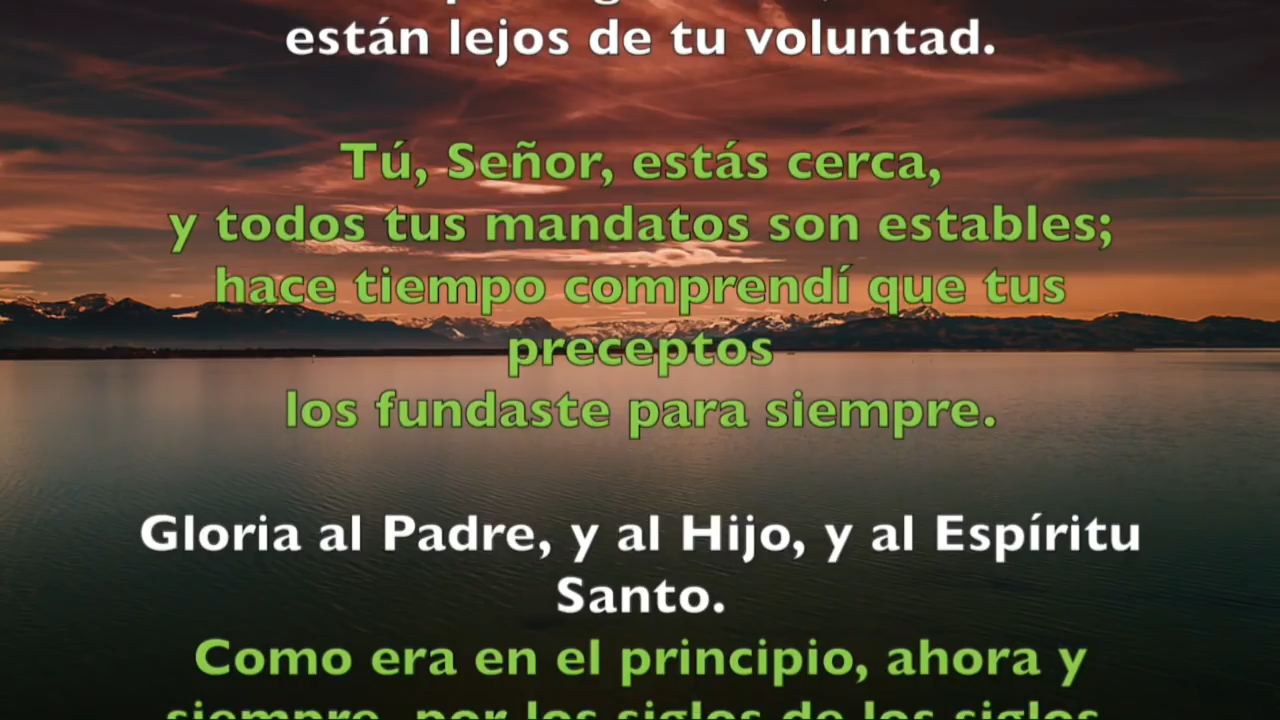 están lejos de tu voluntad.
Tú, Señor, estás cerca,
y todos tus mandatos son estables;
hace tiempo comprendí que tus
preceptos
los fundaste para siempre.
Gloria al Padre, y al Hijo, y al Espíritu
Santo.
Como era en el principio, ahora y
siempre, por los siglos de los siglos.